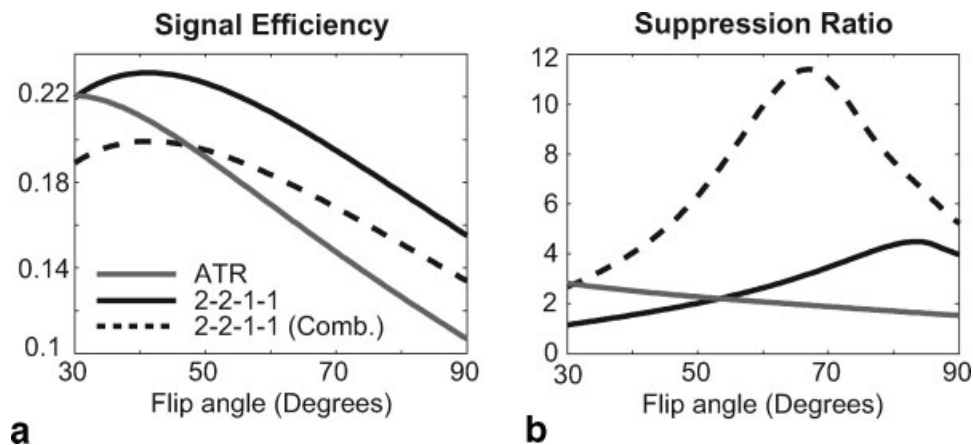 Signal Efficiency
0.22
0.18
0.14
0.1
ATR
2-2-1-1
2-2-1-1 (Comb.)
30 50 70 90
Flip angle (Degrees)
a
Suppression Ratio
12
10
8
6
4
2
0
30 50 70 90
Flip angle (Degrees)
b